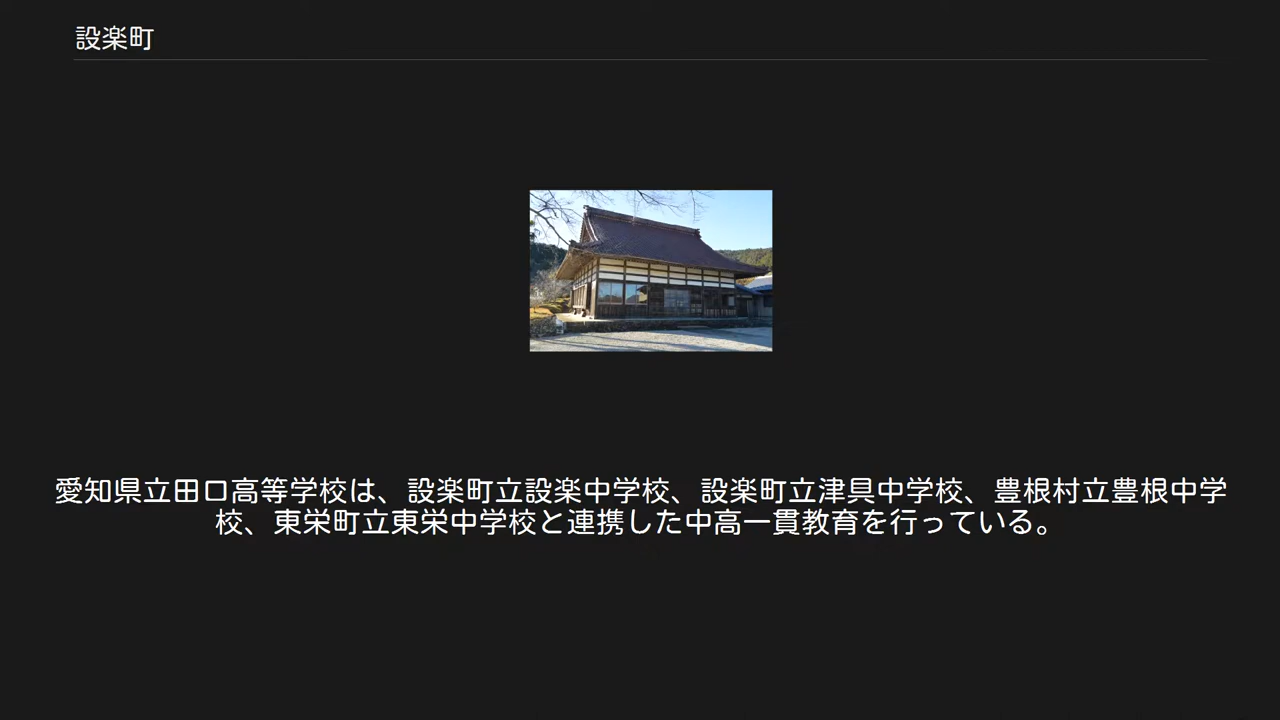 設楽町
愛知県立田口高等学校は、設楽町立設楽中学校、設楽町立津具中学校、豊根村立豊根中学
校、東栄町立東栄中学校と連携した中高一貫教育を行っている。